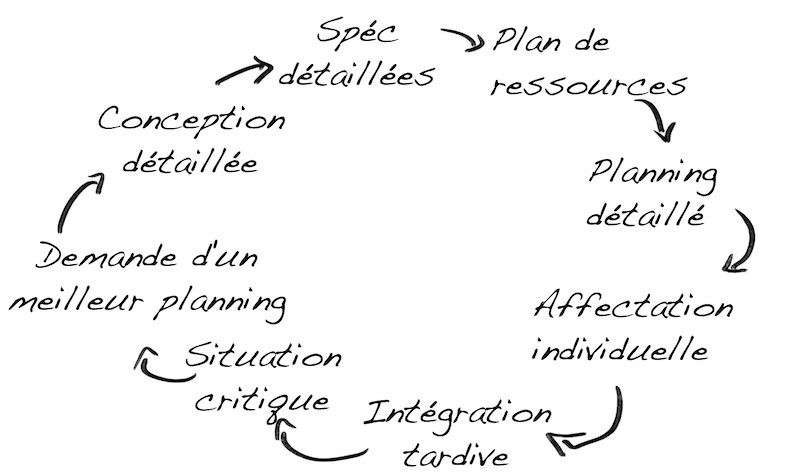 Spéc
détaillées
Plan de
ressources
Planning
détaillé
Affectation
individuelle
Intégration
tardive
Situation
critique
Demande d'un
meilleur planning
Conception
détaillée